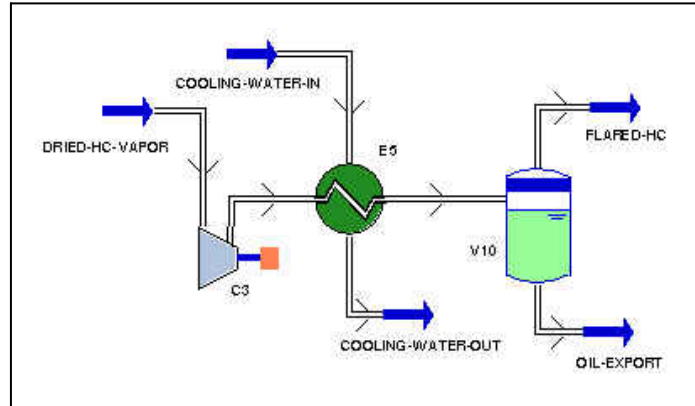 COOLING-WATER-IN
DRIED-HC-VAPOR
E5
FLARED-HC
V10
C3
COOLING-WATER-OUT
OIL-EXPORT